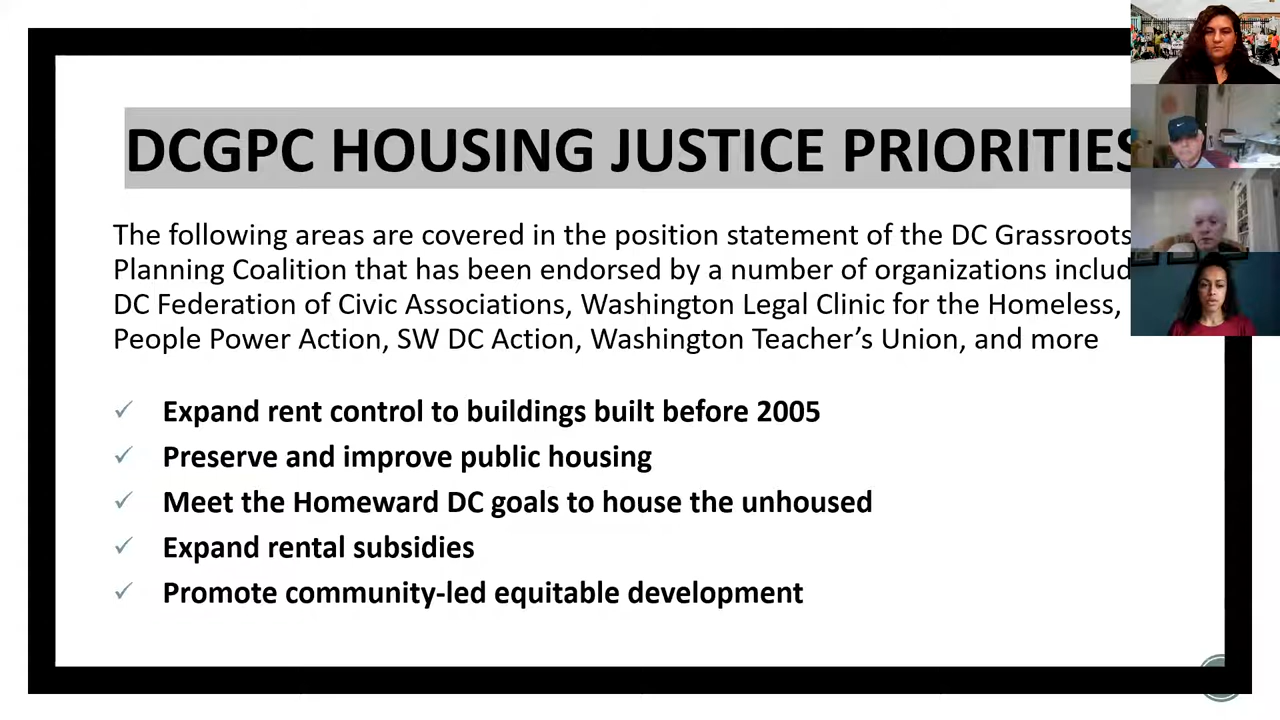 DCGPC HOUSING JUSTICE PRIORITIES
The following areas are covered in the position statement of the DC Grassroots
Planning Coalition that has been endorsed by a number of organizations includ
DC Federation of Civic Associations, Washington Legal Clinic for the Homeless,
People Power Action, SW DC Action, Washington Teacher's Union, and more
✓ Expand rent control to buildings built before 2005
✓ Preserve and improve public housing
✓ Meet the Homeward DC goals to house the unhoused
✓ Expand rental subsidies
✓ Promote community-led equitable development